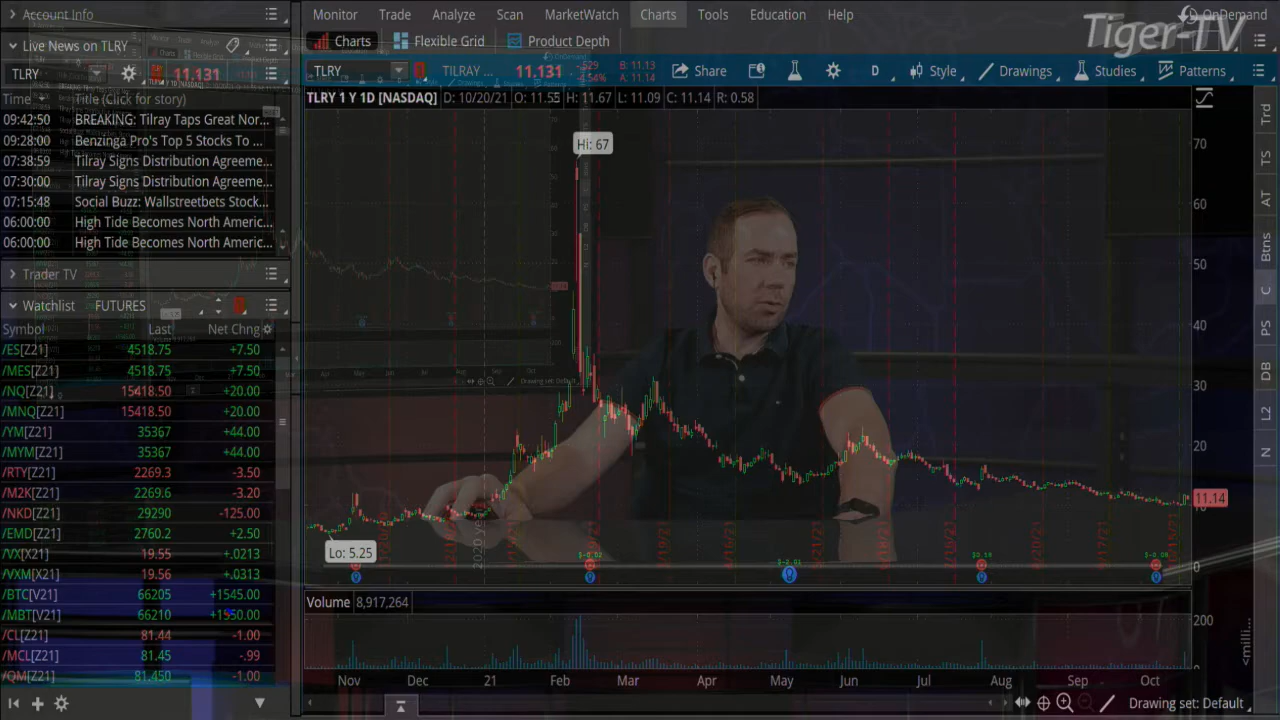 Account Info
Monitor Trade Analyze Scan MarketWatch Charts Tools Education Help OnDemand
Tiger-TV
Live News on TLRY
Charts Flexible Grid Product Depth
TLRY 11.131
TLRY TILRAY ... 11.131 B: 11.13 A: 11.14 Share D Style Drawings Studies Patterns
Time Title (Click for story)
TLRY 1 Y 1D [NASDAQ] D: 10/20/21 O: 11.55 H: 11.67 L: 11.09 C: 11.14 R: 0.58
09:42:50 BREAKING: Tilray Taps Great Nor...
09:28:00 Benzinga Pro's Top 5 Stocks To ...
07:38:59 Tilray Signs Distribution Agreeme...
07:30:00 Tilray Signs Distribution Agreeme...
07:15:48 Social Buzz: Wallstreetbets Stock...
06:00:00 High Tide Becomes North Americ...
06:00:00 High Tide Becomes North Americ...
Trader TV
Watchlist FUTURES
Symbol Last Net Chng
/ES[Z21] 4518.75 +7.50
/MES[Z21] 4518.75 +7.50
/NQ[Z21] 15418.50 +20.00
/MNQ[Z21] 15418.50 +20.00
/YM[Z21] 35367 +44.00
/MYM[Z21] 35367 +44.00
/RTY[Z21] 2269.3 -3.50
/M2K[Z21] 2269.6 -3.20
/NKD[Z21] 29290 -125.00
/EMD[Z21] 2760.2 +2.50
/VX[X21] 19.55 +.0213
/VXM[X21] 19.56 +.0313
/BTC[V21] 66205 +1545.00
/MBT[V21] 66210 +1550.00
/CL[Z21] 81.44 -1.00
/MCL[Z21] 81.45 -.99
/QM[Z21] 81.450 -1.00
Hi: 67
Lo: 5.25
70
60
50
40
30
20
11.14
0
Trd
TS
AT
Btns
C
PS
DB
L2
N
Volume 8,917,264
200
<milli...
Nov Dec 21 Feb Mar Apr May Jun Jul Aug Sep Oct
Drawing set: Default